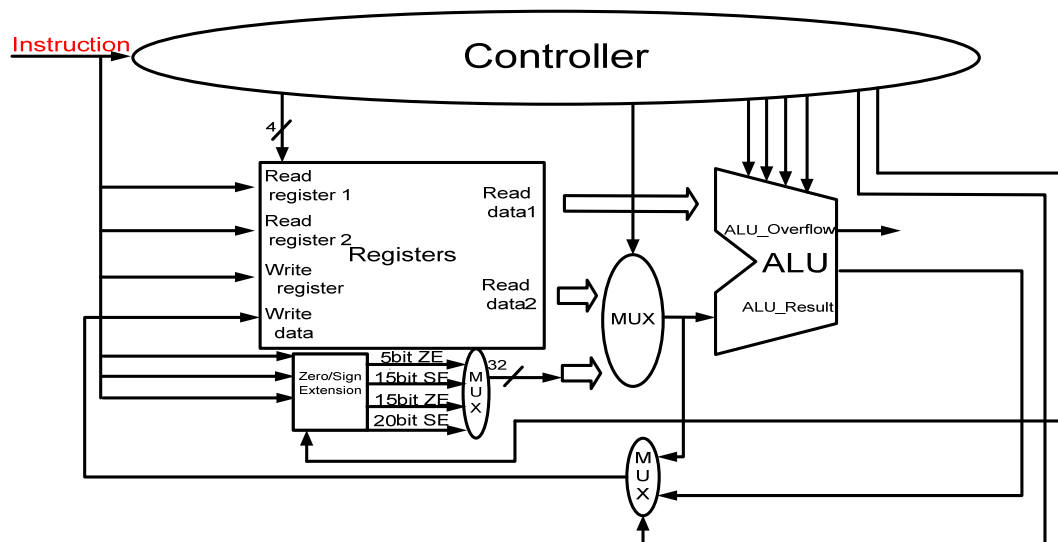 Instruction
Controller
4
Read
register 1
Read
register 2
Write
register
Write
data
Registers
Read
data1
Read
data2
ALU_Overflow
ALU
ALU_Result
MUX
Zero/Sign
Extension
5bit ZE
15bit SE
15bit ZE
20bit SE
M
U
X
32
M
U
X